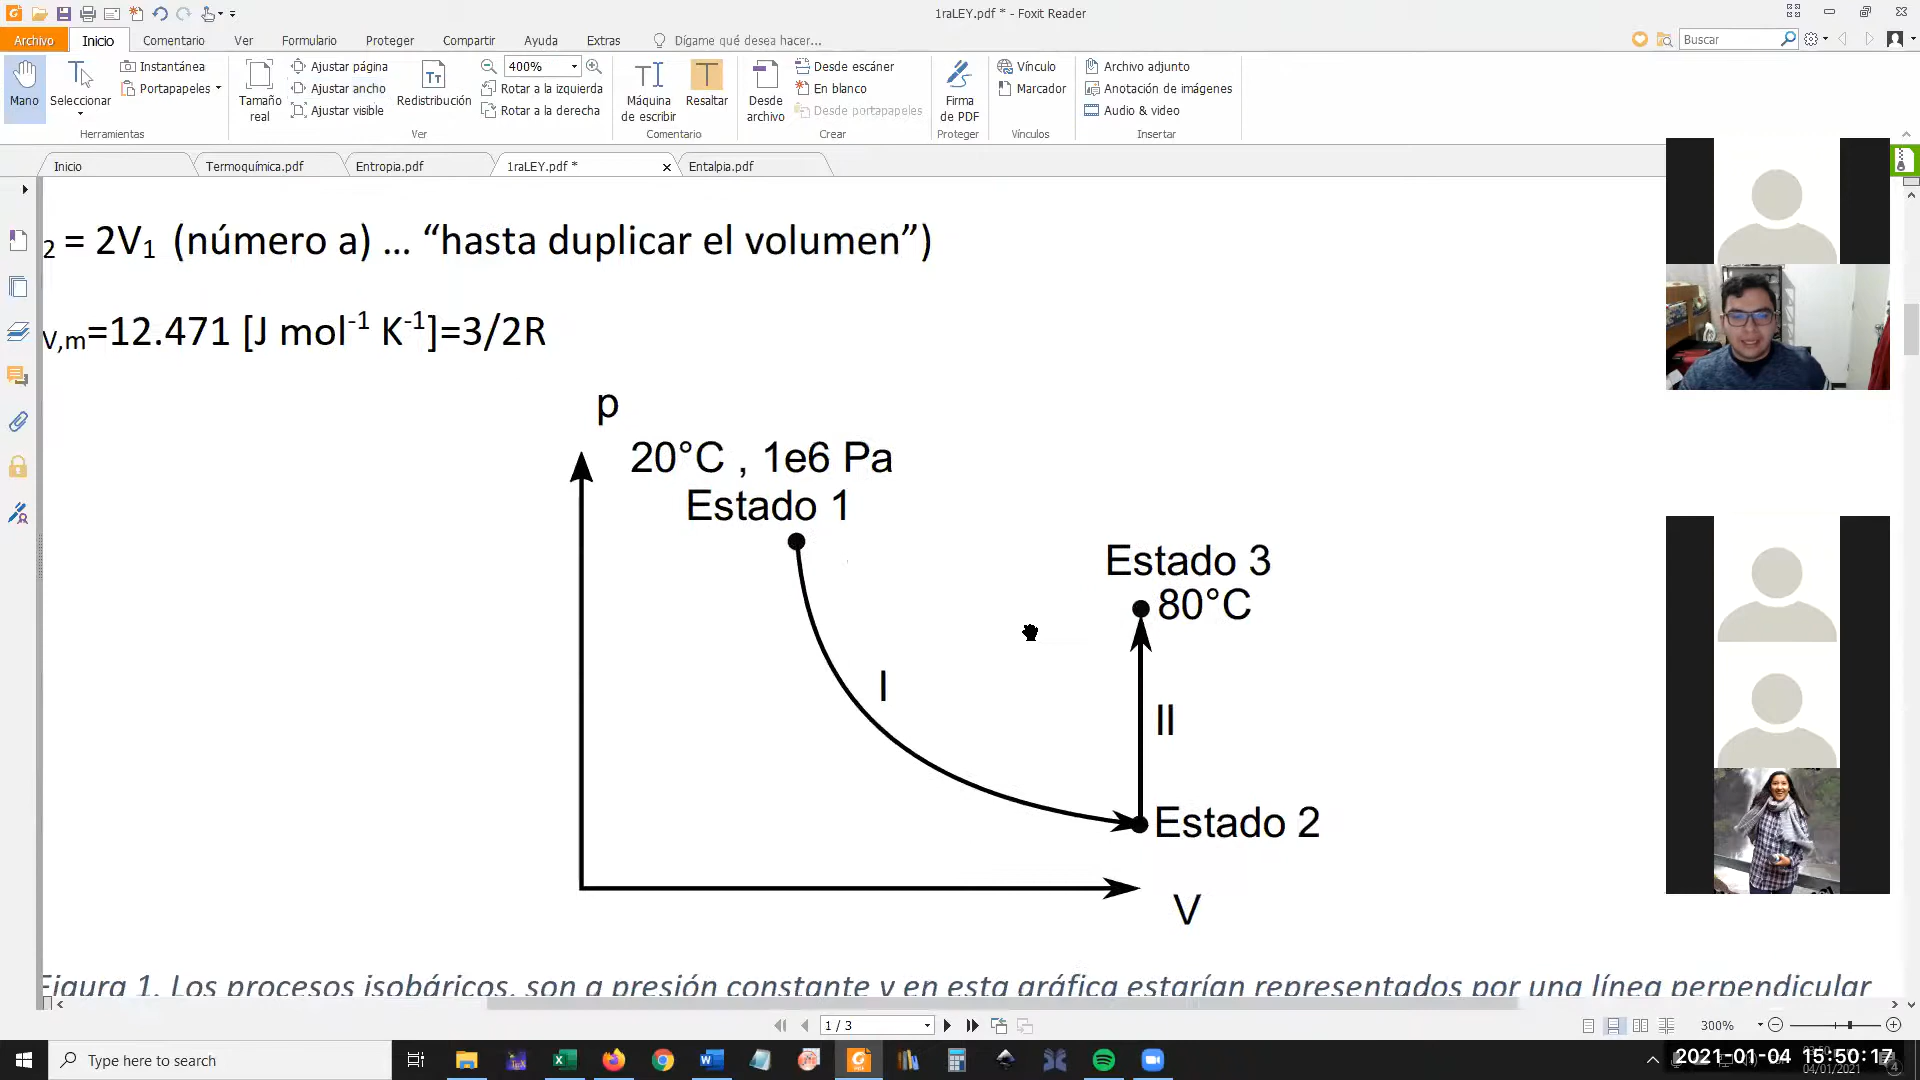 1raLEY.pdf * - Foxit Reader
Archivo Inicio Comentario Ver Formulario Proteger Compartir Ayuda Extras Dígame qué desea hacer... Buscar
Mano
Seleccionar
Instantánea
Portapapeles
Herramientas
Tamaño real
Ajustar página
Ajustar ancho
Ajustar visible
Redistribución
400%
Rotar a la izquierda
Rotar a la derecha
Ver
Máquina de escribir
Resaltar
Comentario
Desde archivo
Desde escáner
En blanco
Desde portapapeles
Crear
Firma de PDF
Proteger
Vínculo
Marcador
Vínculos
Archivo adjunto
Anotación de imágenes
Audio & video
Insertar
Inicio Termoquímica.pdf Entropia.pdf 1raLEY.pdf * Entalpia.pdf
2 = 2V1 (número a) ... “hasta duplicar el volumen”)
V,m=12.471 [J mol-1 K-1]=3/2R
p
20°C , 1e6 Pa
Estado 1
Estado 3
80°C
I
II
Estado 2
V
Figura 1. Los procesos isobáricos, son a presión constante y en esta gráfica estarían representados por una línea perpendicular
1 / 3
300%
Type here to search
2021-01-04 15:50:17
04/01/2021